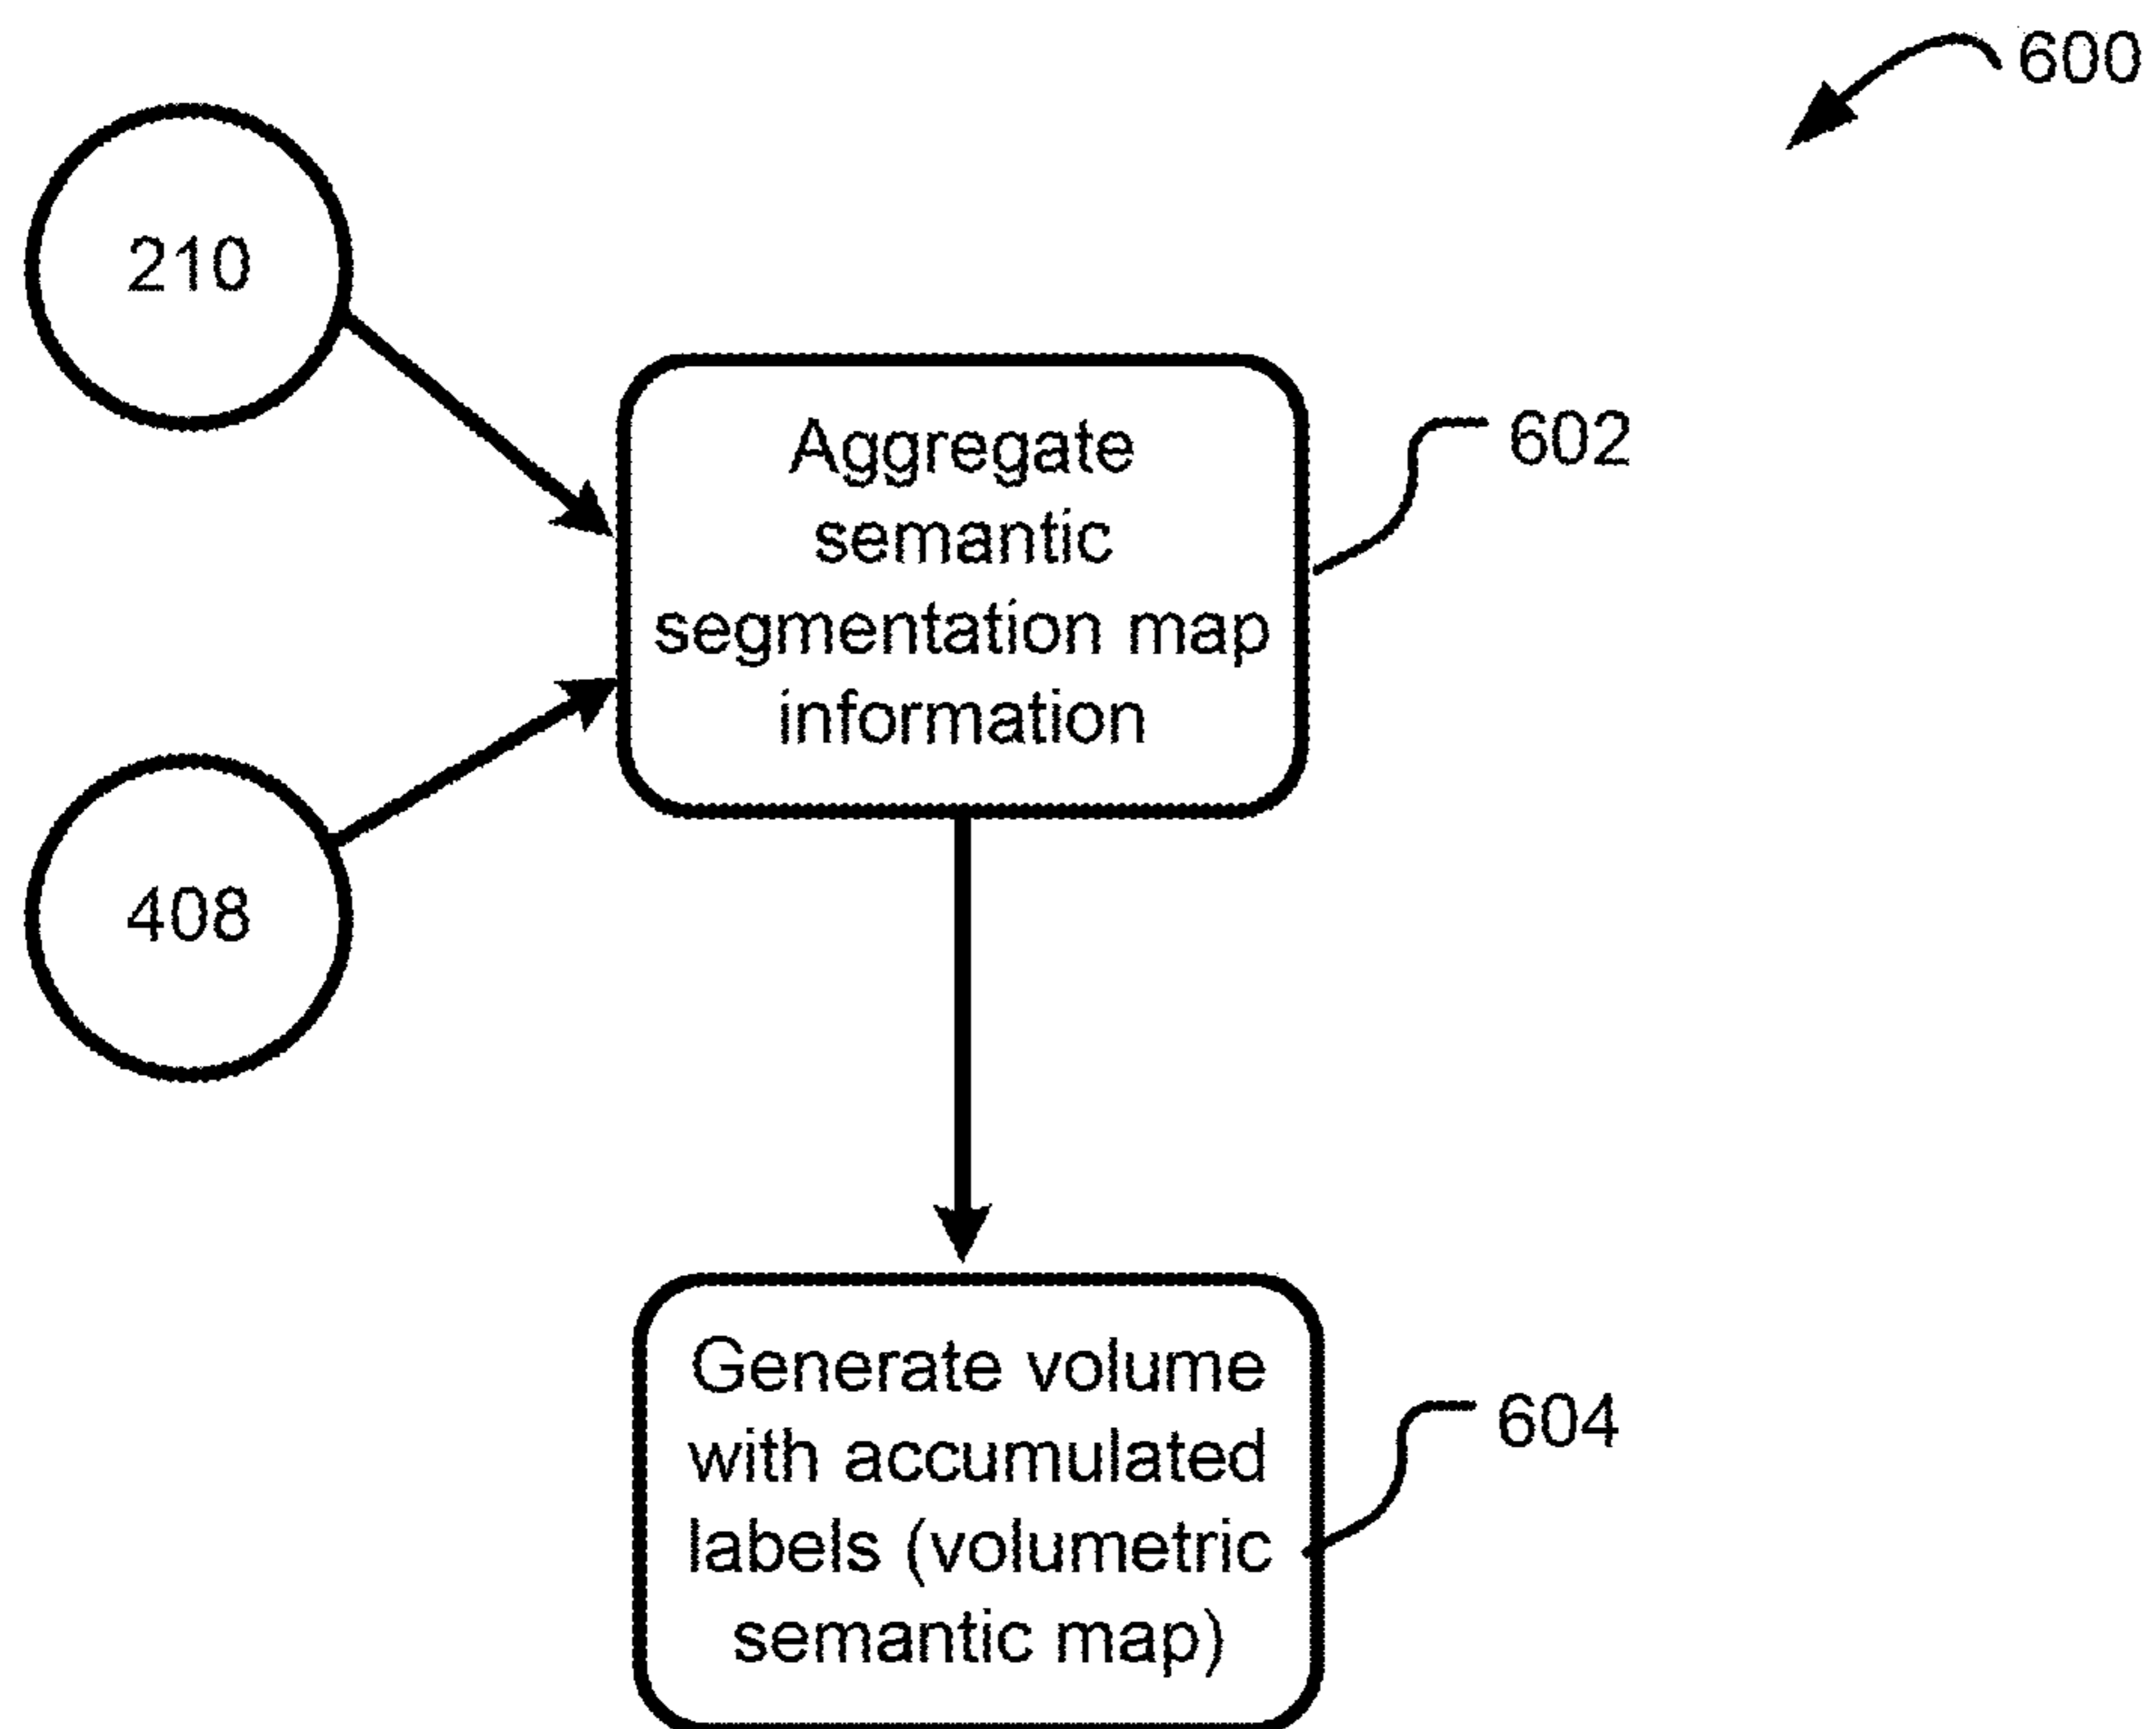 600
210
Aggregate
semantic
segmentation map
information
602
408
Generate volume
with accumulated
labels (volumetric
semantic map)
604